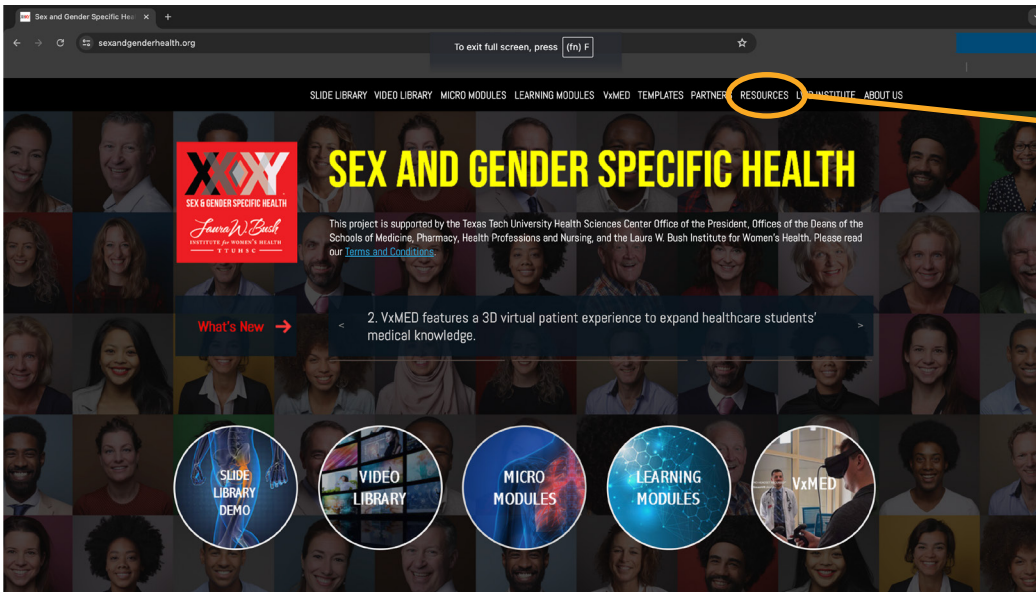 Sex and Gender Specific Heal
sexandgenderhealth.org
To exit full screen, press (fn) F
SLIDE LIBRARY VIDEO LIBRARY MICRO MODULES LEARNING MODULES VxMED TEMPLATES PARTNERS RESOURCES LWB INSTITUTE ABOUT US
SEX AND GENDER SPECIFIC HEALTH
SEX & GENDER SPECIFIC HEALTH
Laura W. Bush
INSTITUTE for WOMEN'S HEALTH
TTUHSC
This project is supported by the Texas Tech University Health Sciences Center Office of the President, Offices of the Deans of the
Schools of Medicine, Pharmacy, Health Professions and Nursing, and the Laura W. Bush Institute for Women's Health. Please read
our Terms and Conditions.
What's New
2. VxMED features a 3D virtual patient experience to expand healthcare students'
medical knowledge.
SLIDE
LIBRARY
DEMO
VIDEO
LIBRARY
MICRO
MODULES
LEARNING
MODULES
VxMED